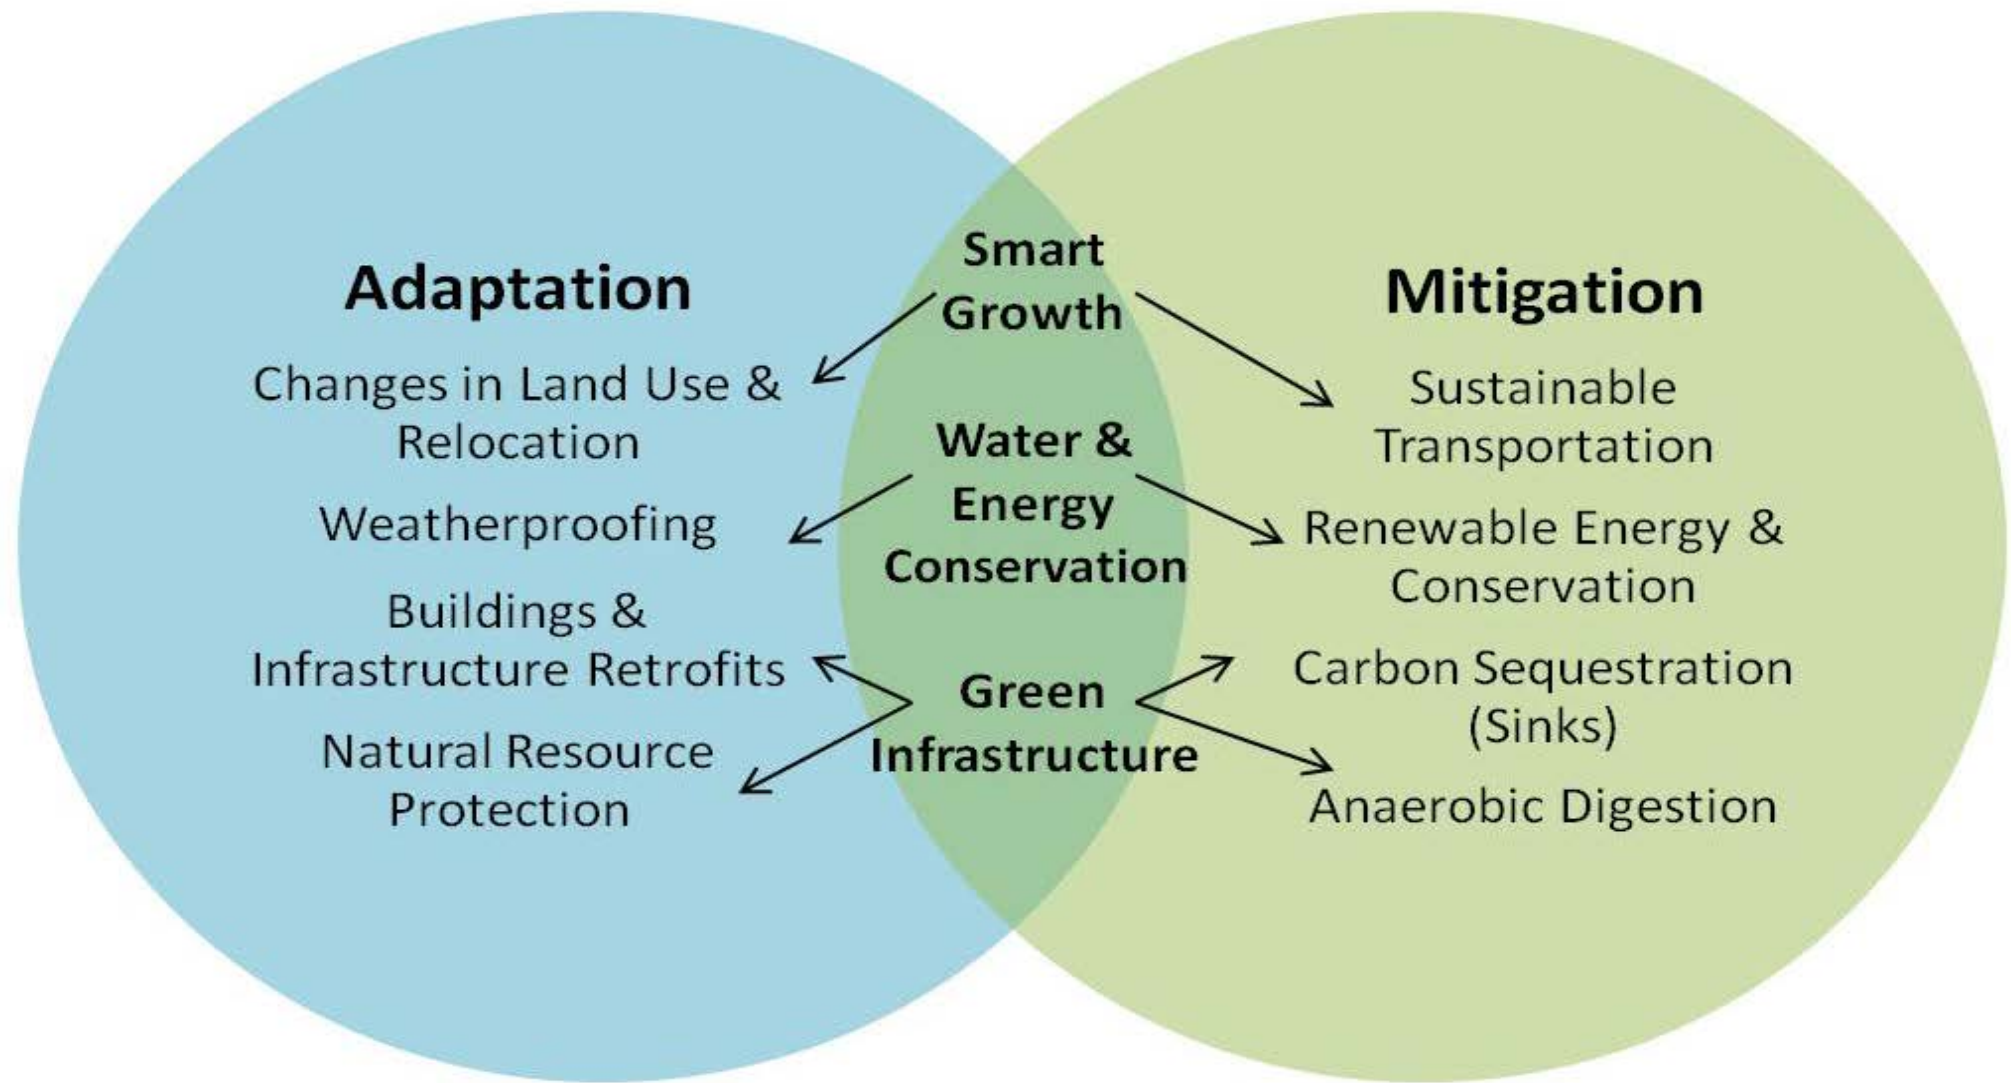 Adaptation
Changes in Land Use &
Relocation
Weatherproofing
Buildings &
Infrastructure Retrofits
Natural Resource
Protection
Smart
Growth
Water &
Energy
Conservation
Green
Infrastructure
Mitigation
Sustainable
Transportation
Renewable Energy &
Conservation
Carbon Sequestration
(Sinks)
Anaerobic Digestion